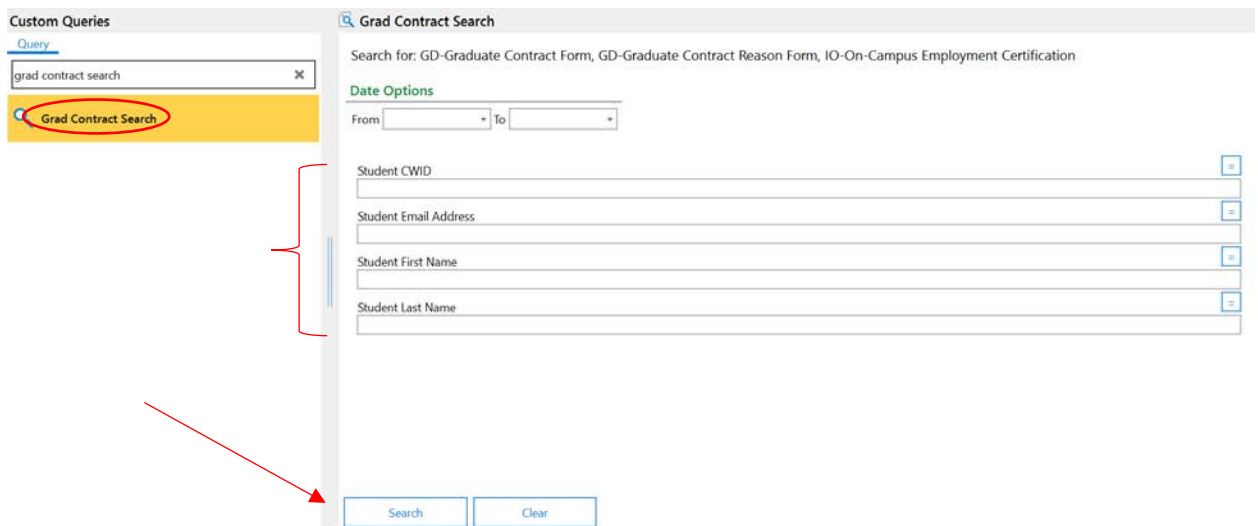 Custom Queries
Query
grad contract search
Grad Contract Search
Grad Contract Search
Search for: GD-Graduate Contract Form, GD-Graduate Contract Reason Form, IO-On-Campus Employment Certification
Date Options
From To
Student CWID
=
Student Email Address
=
Student First Name
=
Student Last Name
=
Search Clear